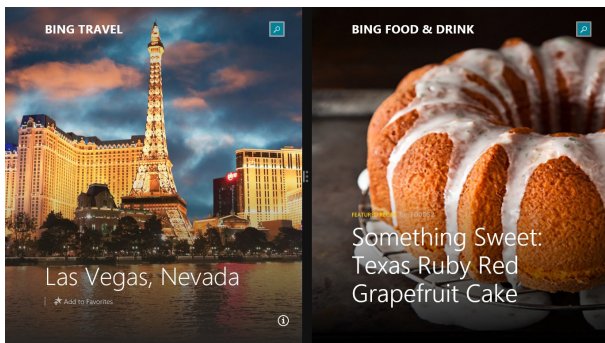 BING TRAVEL
Las Vegas, Nevada
Add to Favorites
BING FOOD & DRINK
Something Sweet:
Texas Ruby Red
Grapefruit Cake